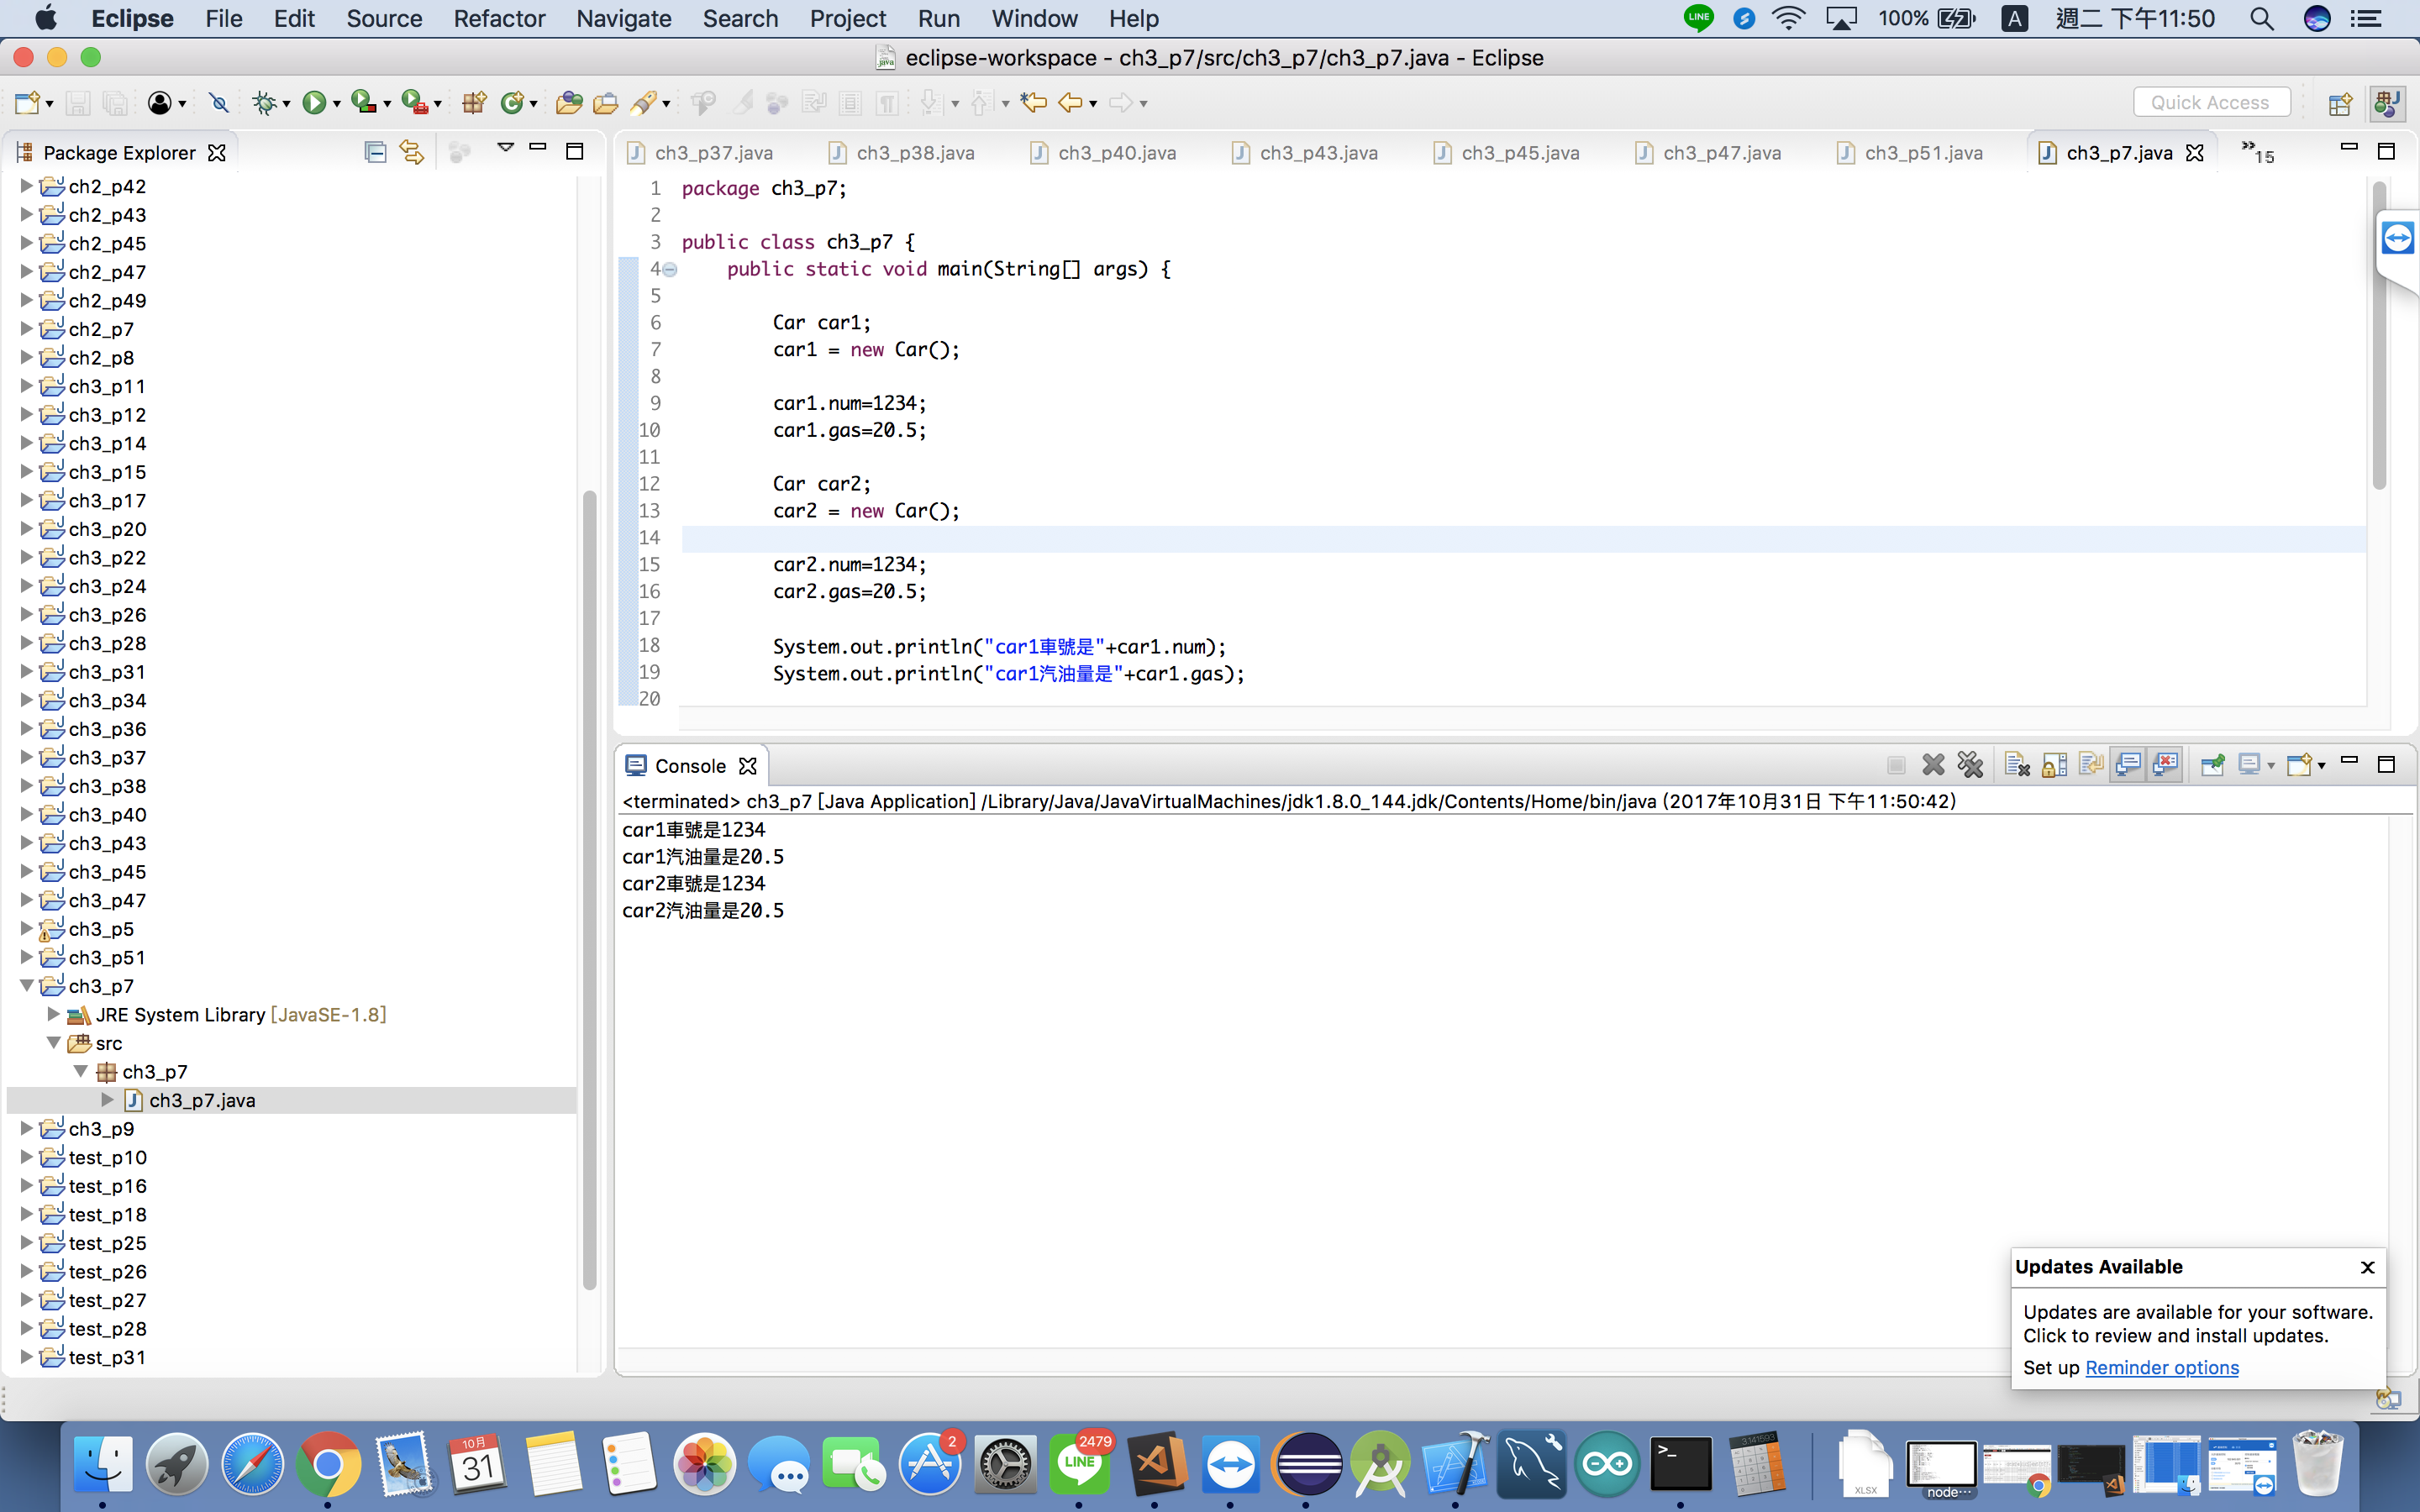 Eclipse File Edit Source Refactor Navigate Search Project Run Window Help LINE 100% A 週二 下午11:50
eclipse-workspace - ch3_p7/src/ch3_p7/ch3_p7.java - Eclipse
Quick Access
Package Explorer
ch2_p42
ch2_p43
ch2_p45
ch2_p47
ch2_p49
ch2_p7
ch2_p8
ch3_p11
ch3_p12
ch3_p14
ch3_p15
ch3_p17
ch3_p20
ch3_p22
ch3_p24
ch3_p26
ch3_p28
ch3_p31
ch3_p34
ch3_p36
ch3_p37
ch3_p38
ch3_p40
ch3_p43
ch3_p45
ch3_p47
ch3_p5
ch3_p51
ch3_p7
JRE System Library [JavaSE-1.8]
src
ch3_p7
ch3_p7.java
ch3_p9
test_p10
test_p16
test_p18
test_p25
test_p26
test_p27
test_p28
test_p31
ch3_p37.java ch3_p38.java ch3_p40.java ch3_p43.java ch3_p45.java ch3_p47.java ch3_p51.java ch3_p7.java »15
1 package ch3_p7;
2
3 public class ch3_p7 {
4 public static void main(String[] args) {
5
6 Car car1;
7 car1 = new Car();
8
9 car1.num=1234;
10 car1.gas=20.5;
11
12 Car car2;
13 car2 = new Car();
14
15 car2.num=1234;
16 car2.gas=20.5;
17
18 System.out.println("car1車號是"+car1.num);
19 System.out.println("car1汽油量是"+car1.gas);
20
Console
<terminated> ch3_p7 [Java Application] /Library/Java/JavaVirtualMachines/jdk1.8.0_144.jdk/Contents/Home/bin/java (2017年10月31日 下午11:50:42)
car1車號是1234
car1汽油量是20.5
car2車號是1234
car2汽油量是20.5
Updates Available x
Updates are available for your software.
Click to review and install updates.
Set up Reminder options
10月
31
2
2479
LINE
>_
3.141593
XLSX
node···